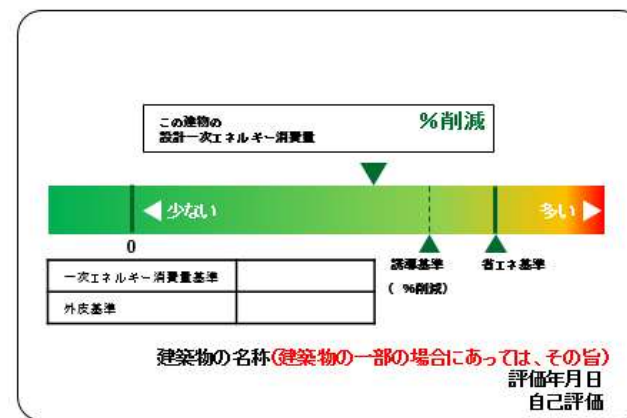 この建物の
設計一次エネルギー消費量
%削減
少ない
多い
0
誘導基準
( %削減)
省エネ基準
一次エネルギー消費量基準
外皮基準
建築物の名称(建築物の一部の場合にあっては、その旨)
評価年月日
自己評価